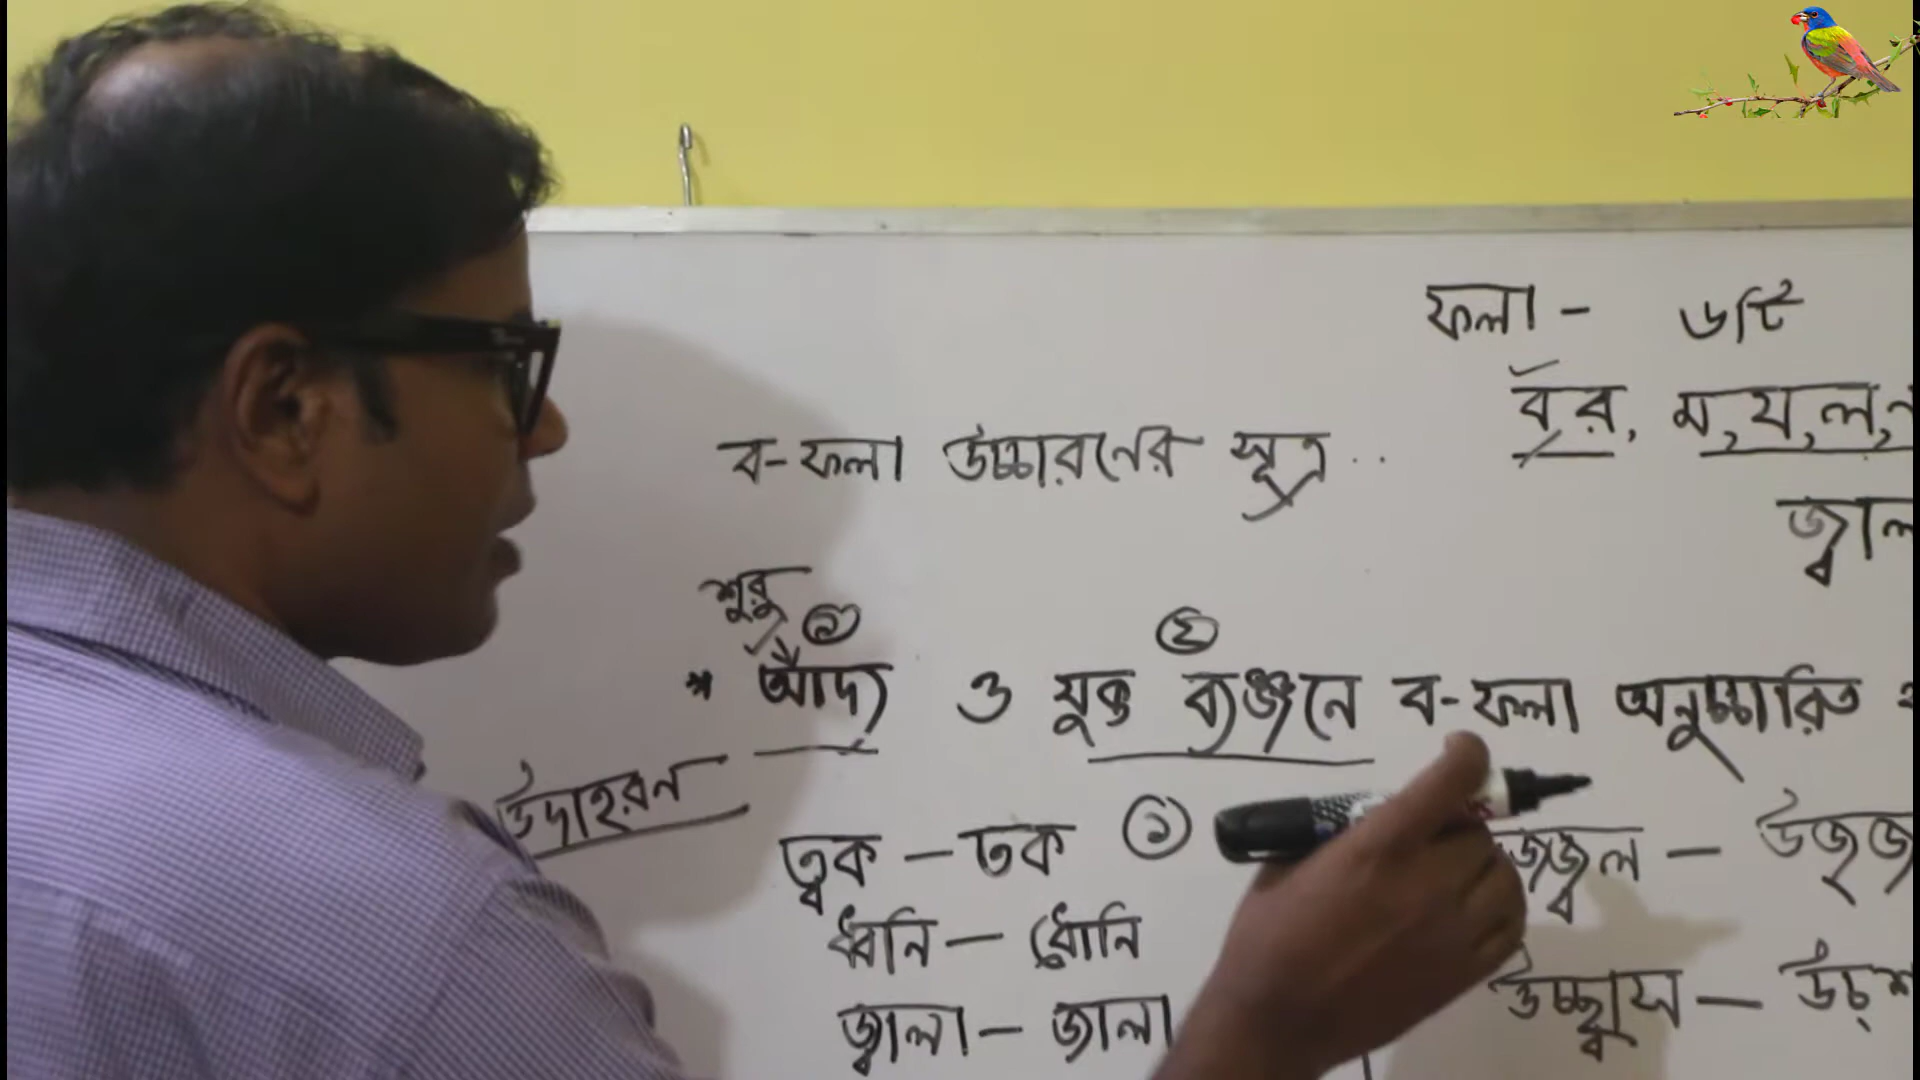 ফলা - ৬টি
ব,র, ম,য,ল,ন
ব-ফলা উচ্চারনের সূত্র ..
জ্বাল
শুরু
১ ২
* আদ্য ও যুক্ত ব্যঞ্জনে ব-ফলা অনুচ্চারিত
উদাহরন
ত্বক – তক ১ উজ্জ্বল – উজ্জ
ধ্বনি – ধোনি
উচ্ছ্বাস – উচ্শ
জ্বালা – জালা